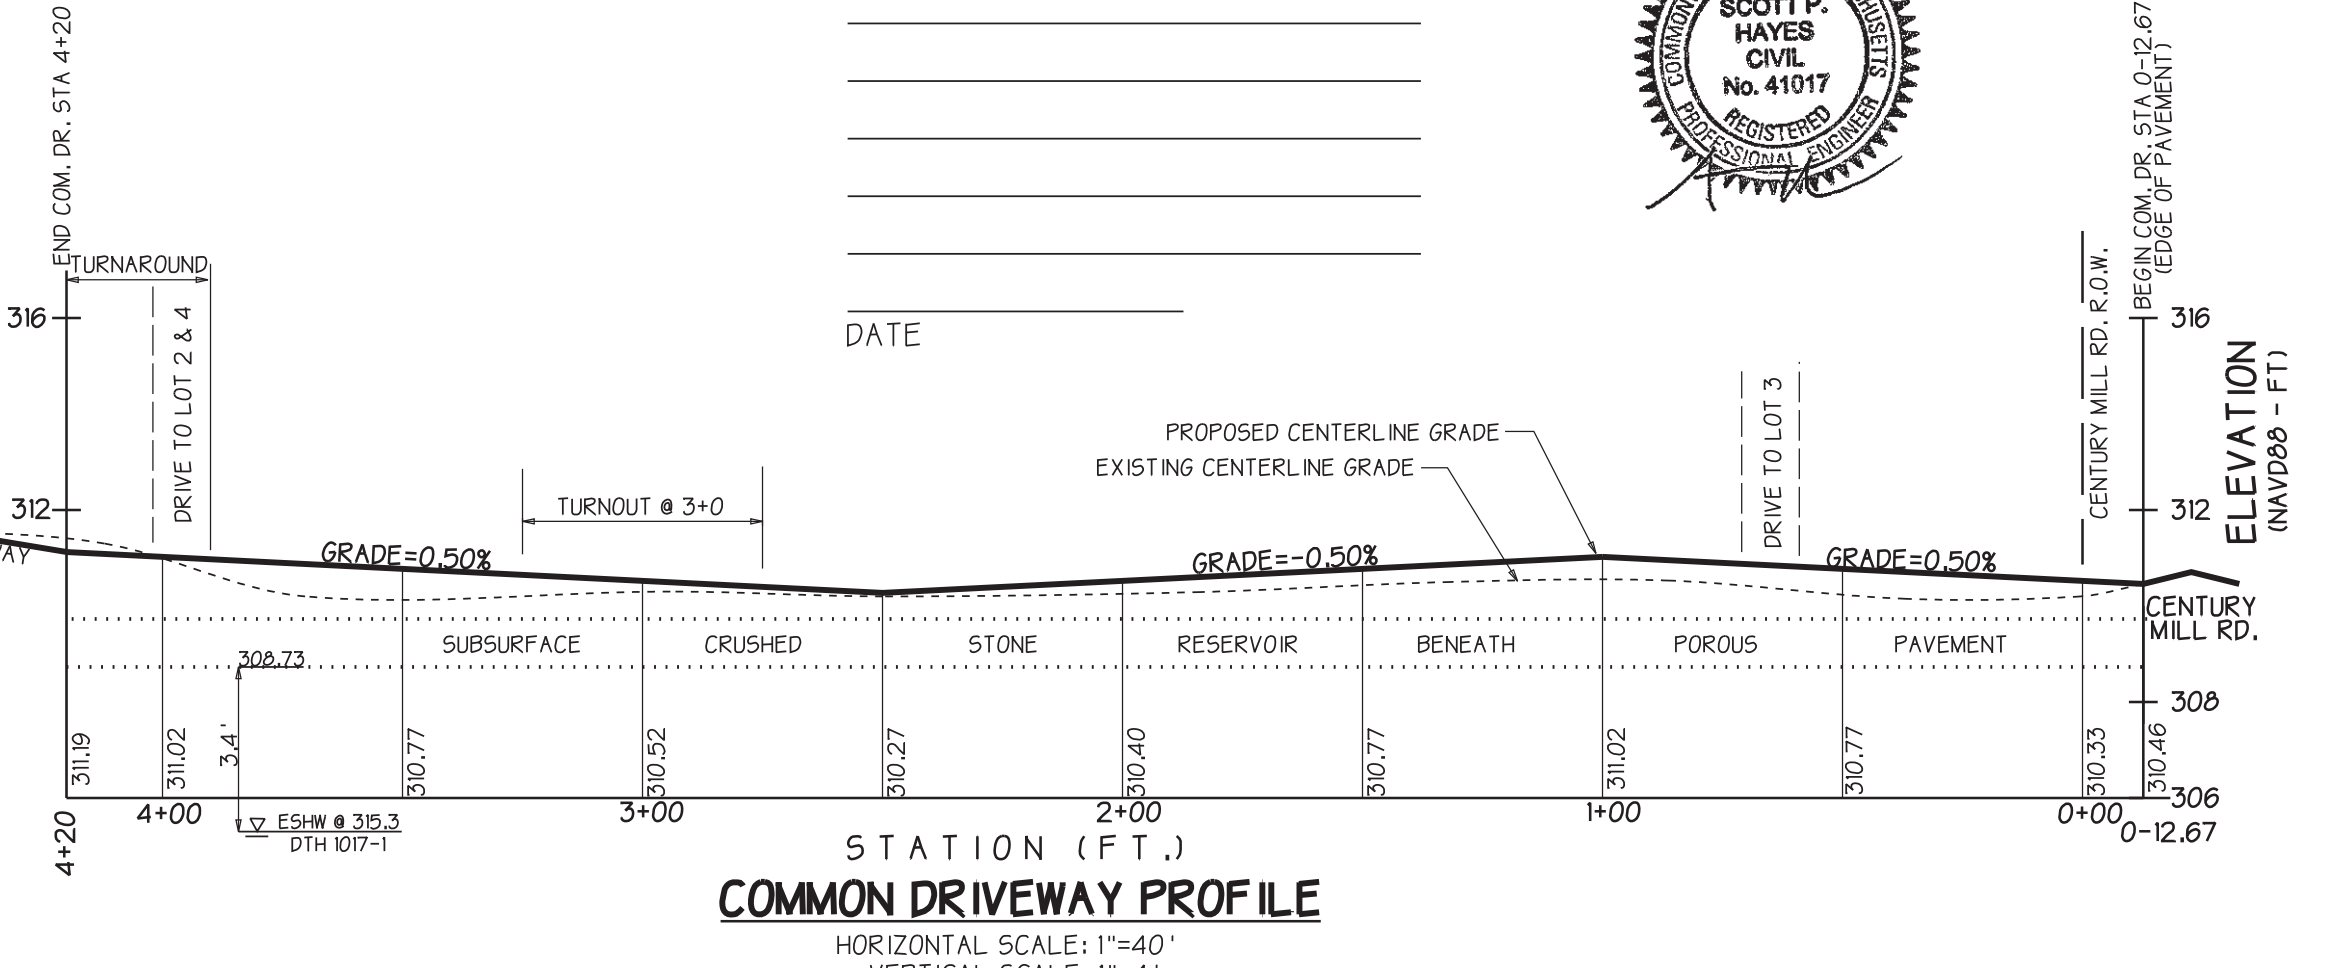 END COM. DR. STA 4+20
COMMON
HUSETTS
SCOTT P.
HAYES
CIVIL
No. 41017
REGISTERED
PROFESSIONAL ENGINEER
BEGIN COM. DR. STA 0-12.67
(EDGE OF PAVEMENT)
TURNAROUND
DRIVE TO LOT 2 & 4
316
DATE
CENTURY MILL RD. R.O.W.
316
ELEVATION
(NAVD88 - FT)
DRIVE TO LOT 3
PROPOSED CENTERLINE GRADE
EXISTING CENTERLINE GRADE
312
TURNOUT @ 3+0
312
AY
GRADE=0.50%
GRADE=-0.50%
GRADE=0.50%
CENTURY
MILL RD.
SUBSURFACE CRUSHED STONE RESERVOIR BENEATH POROUS PAVEMENT
308.73
3.4'
308
311.19
311.02
310.77
310.52
310.27
310.40
310.77
311.02
310.77
310.33
310.46
306
4+20
4+00
3+00
2+00
1+00
0+00
0-12.67
ESHW @ 315.3
DTH 1017-1
STATION (FT.)
COMMON DRIVEWAY PROFILE
HORIZONTAL SCALE: 1"=40'